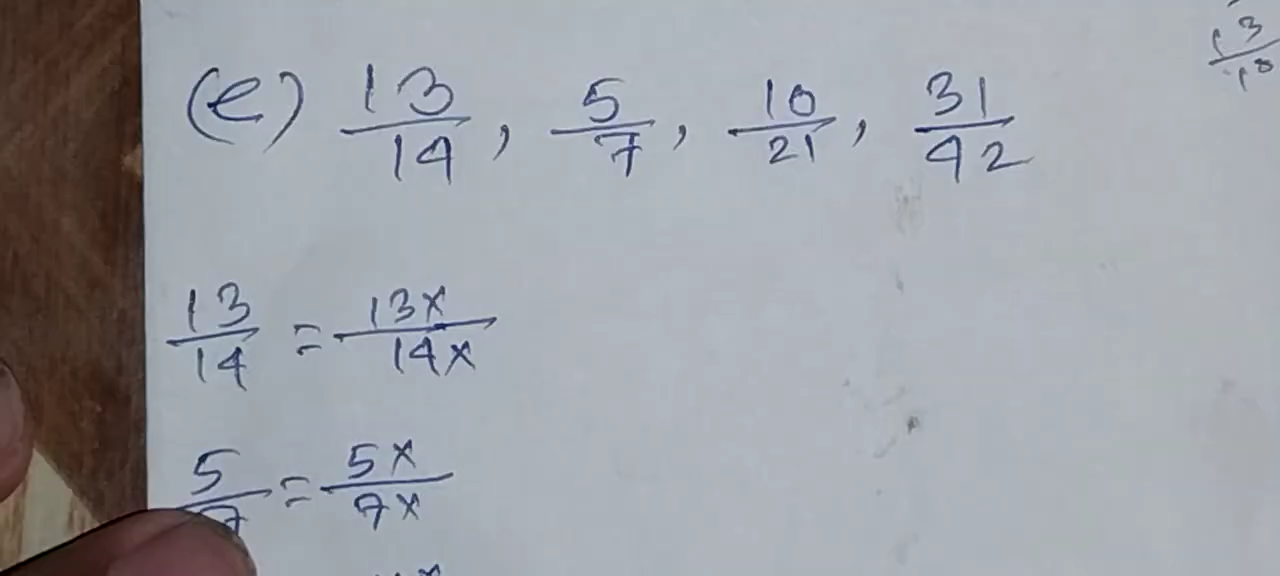 (e) 13/14, 5/7, 10/21, 31/42
13/14 = 13×/14×
5/7 = 5×/7×